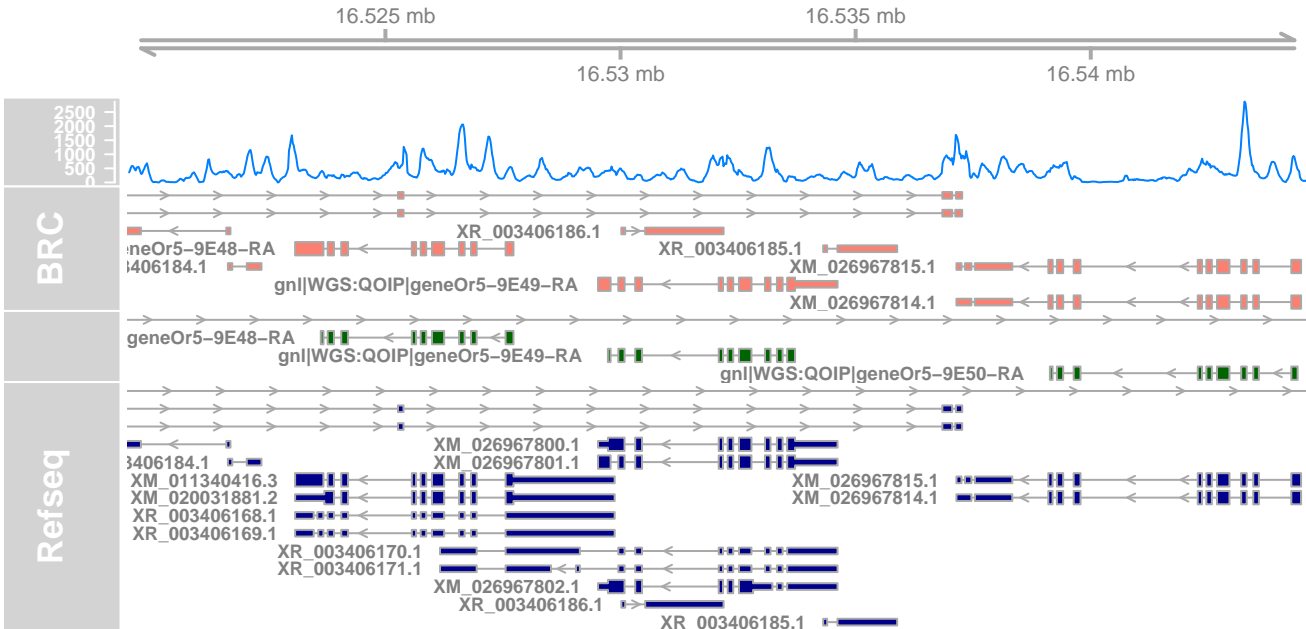 16.525 mb
16.535 mb
16.53 mb
16.54 mb
2500
2000
1500
1000
500
0
BRC
XR_003406186.1
eneOr5−9E48−RA
XR_003406185.1
3406184.1
XM_026967815.1
gnl|WGS:QOIP|geneOr5−9E49−RA
XM_026967814.1
geneOr5−9E48−RA
gnl|WGS:QOIP|geneOr5−9E49−RA
gnl|WGS:QOIP|geneOr5−9E50−RA
Refseq
XM_026967800.1
3406184.1
XM_026967801.1
XM_011340416.3
XM_026967815.1
XM_020031881.2
XM_026967814.1
XR_003406168.1
XR_003406169.1
XR_003406170.1
XR_003406171.1
XM_026967802.1
XR_003406186.1
XR_003406185.1